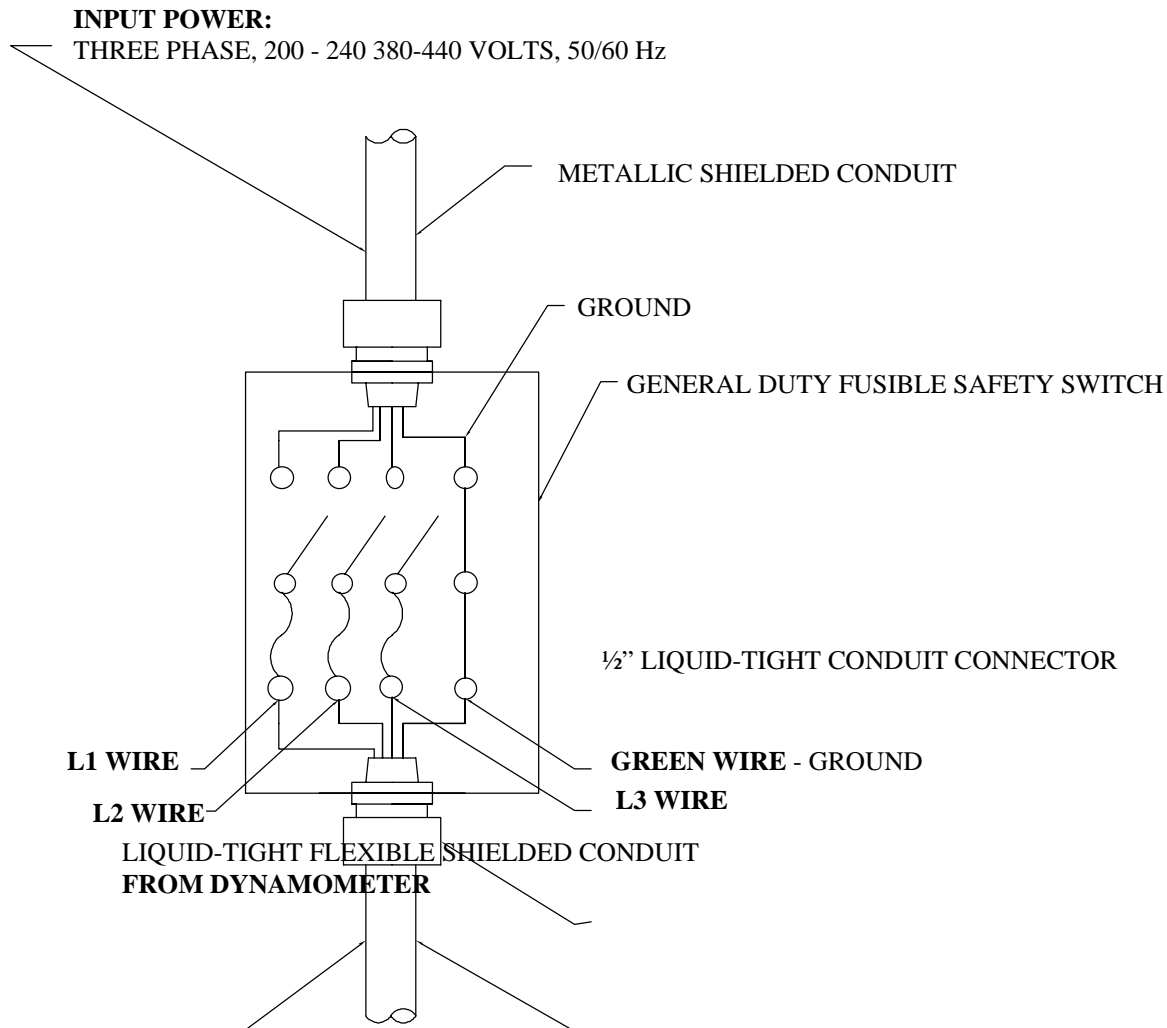 INPUT POWER:
THREE PHASE, 200 - 240 380-440 VOLTS, 50/60 Hz
METALLIC SHIELDED CONDUIT
GROUND
GENERAL DUTY FUSIBLE SAFETY SWITCH
½” LIQUID-TIGHT CONDUIT CONNECTOR
L1 WIRE
GREEN WIRE - GROUND
L2 WIRE
L3 WIRE
LIQUID-TIGHT FLEXIBLE SHIELDED CONDUIT
FROM DYNAMOMETER